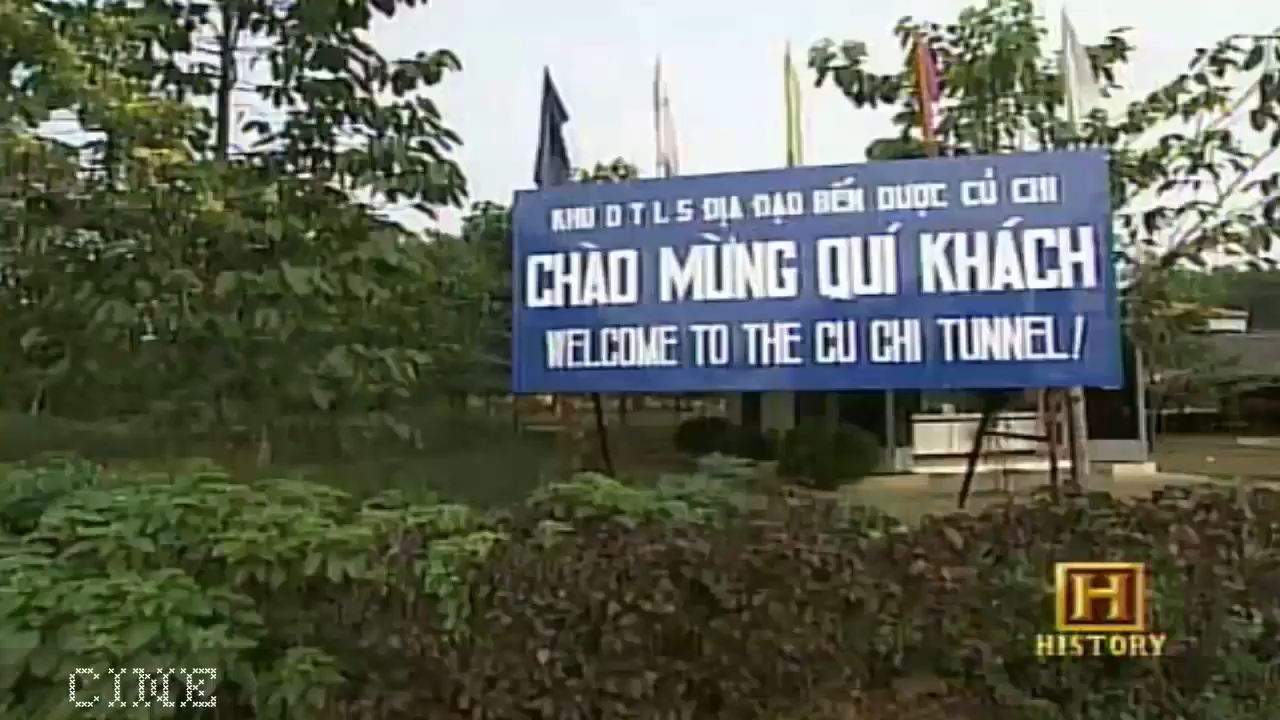 KHU D T L S ĐỊA ĐẠO BẾN DƯỢC CỦ CHI
CHÀO MỪNG QUÍ KHÁCH
WELCOME TO THE CU CHI TUNNEL!
H
HISTORY
CINE